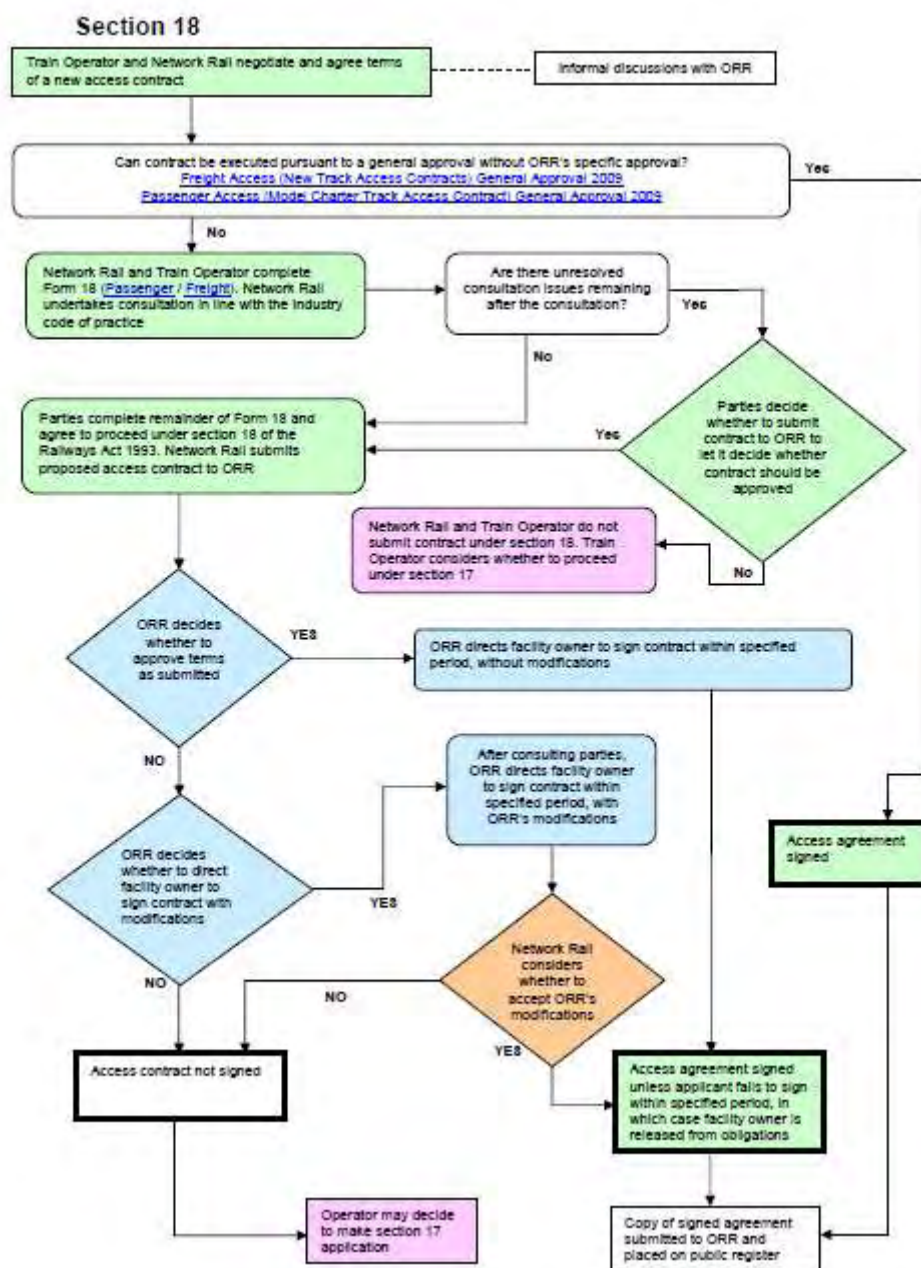 Section 18
Train Operator and Network Rail negotiate and agree terms
of a new access contract
Informal discussions with ORR
Can contract be executed pursuant to a general approval without ORR's specific approval?
Freight Access (New Track Access Contracts) General Approval 2009
Passenger Access (Model Charter Track Access Contract) General Approval 2009
Yes
No
Network Rail and Train Operator complete
Form 18 (Passenger / Freight). Network Rail
undertakes consultation in line with the industry
code of practice
Are there unresolved
consultation issues remaining
after the consultation?
Yes
No
Parties decide
whether to submit
contract to ORR to
let it decide whether
contract should be
approved
Yes
Parties complete remainder of Form 18 and
agree to proceed under section 18 of the
Railways Act 1993. Network Rail submits
proposed access contract to ORR
No
Network Rail and Train Operator do not
submit contract under section 18. Train
Operator considers whether to proceed
under section 17
ORR decides
whether to
approve terms
as submitted
YES
ORR directs facility owner to sign contract within specified
period, without modifications
NO
After consulting parties,
ORR directs facility owner
to sign contract within
specified period, with
ORR's modifications
Access agreement
signed
ORR decides
whether to direct
facility owner to
sign contract with
modifications
YES
NO
Network Rail
considers
whether to
accept ORR's
modifications
NO
YES
Access contract not signed
Access agreement signed
unless applicant fails to sign
within specified period, in
which case facility owner is
released from obligations
Operator may decide
to make section 17
application
Copy of signed agreement
submitted to ORR and
placed on public register